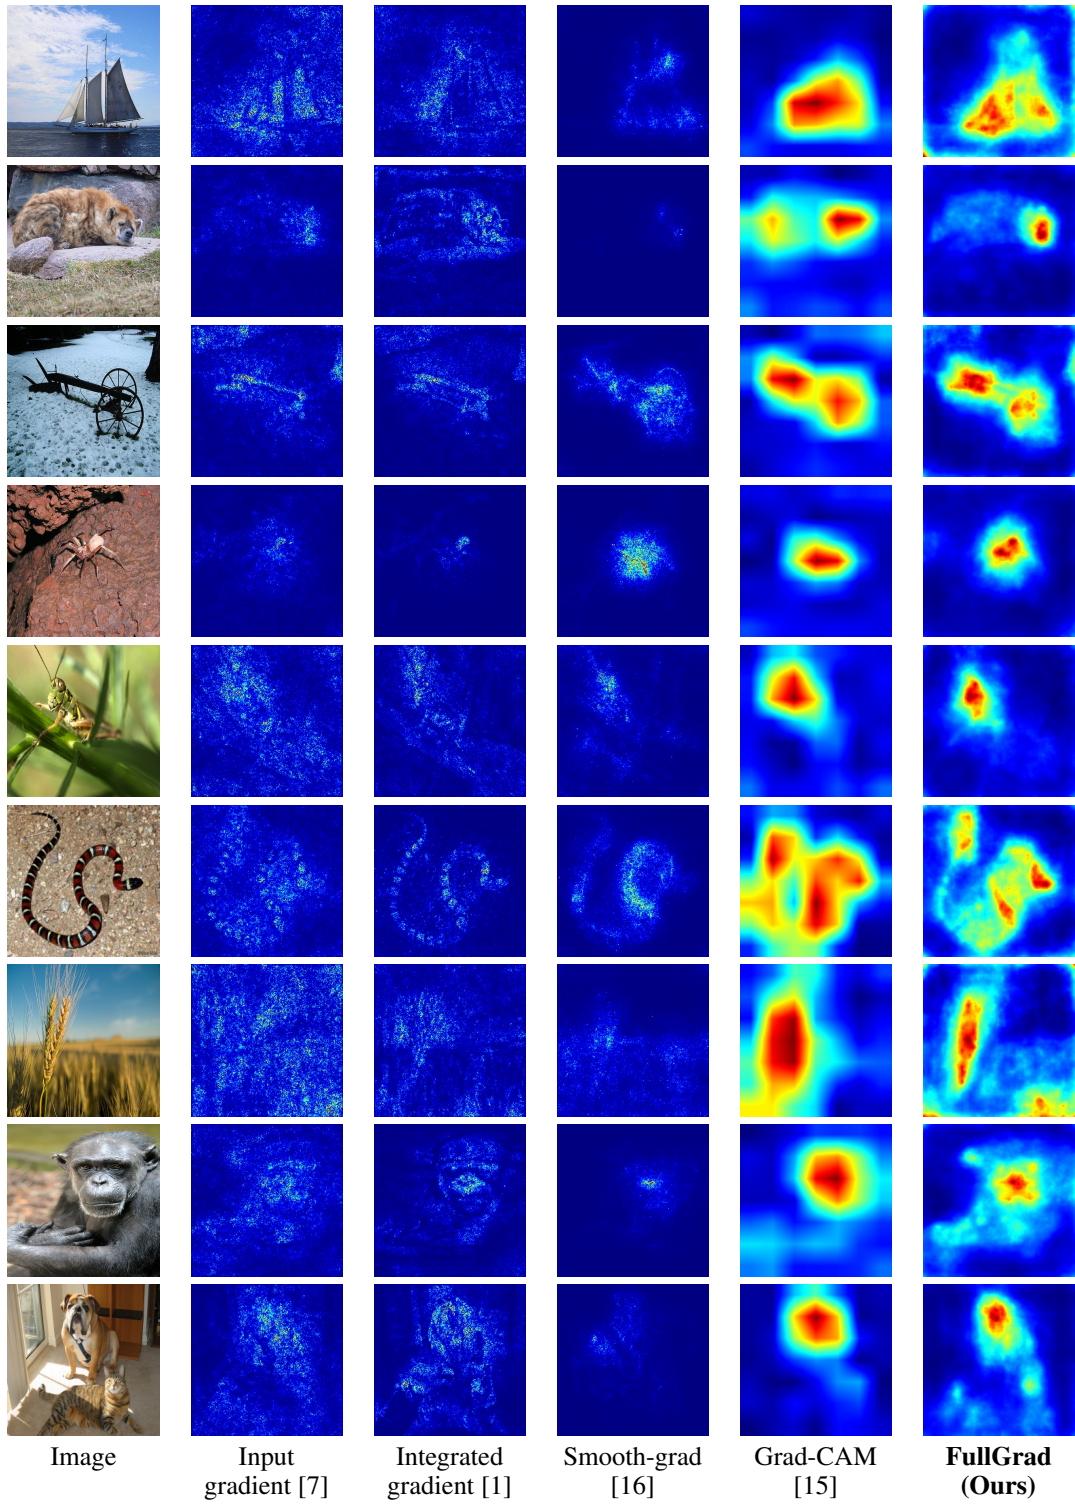 Image
Input
gradient [7]
Integrated
gradient [1]
Smooth-grad
[16]
Grad-CAM
[15]
FullGrad
(Ours)